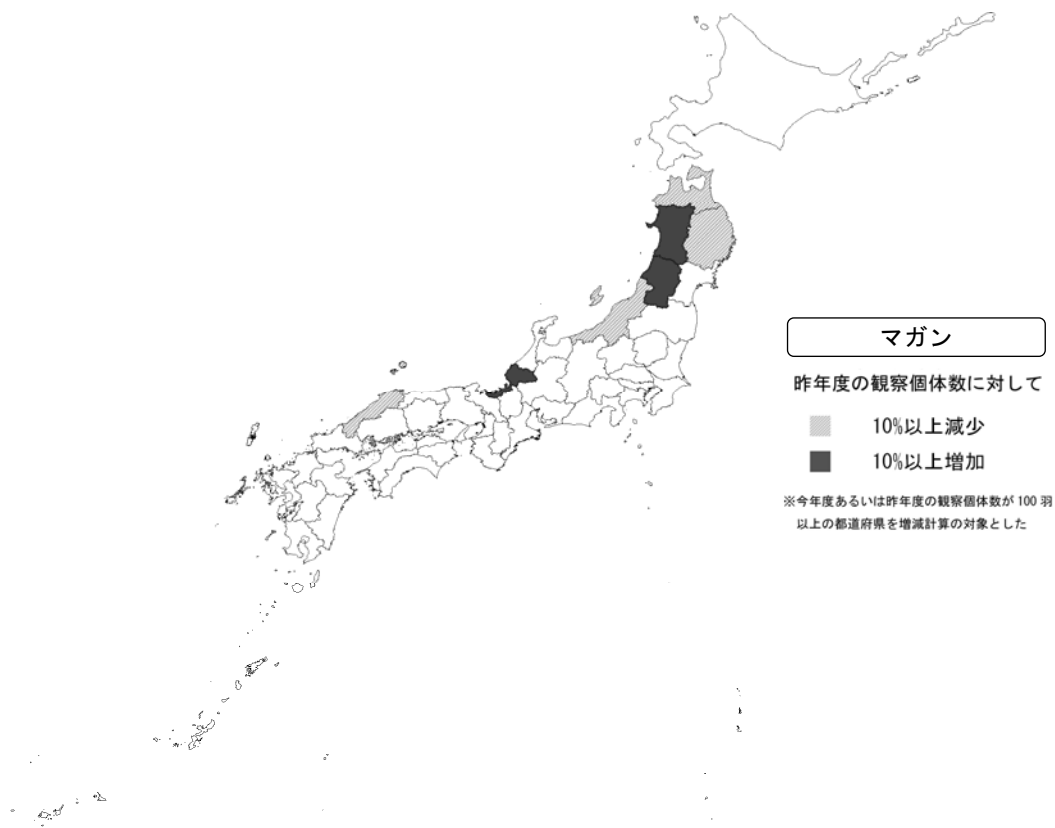 マガン
昨年度の観察個体数に対して
10%以上減少
10%以上増加
※今年度あるいは昨年度の観察個体数が100羽
以上の都道府県を増減計算の対象とした